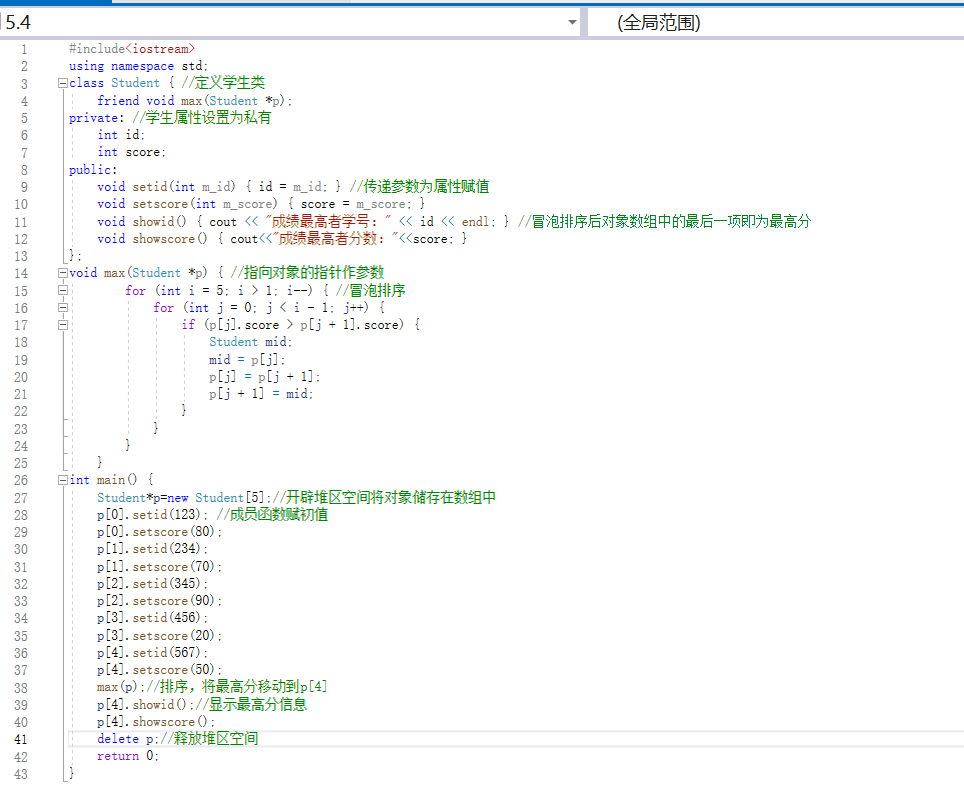 5.4
(全局范围)
1 #include<iostream>
2 using namespace std;
3 class Student { //定义学生类
4 friend void max(Student *p);
5 private: //学生属性设置为私有
6 int id;
7 int score;
8 public:
9 void setid(int m_id) { id = m_id; } //传递参数为属性赋值
10 void setscore(int m_score) { score = m_score; }
11 void showid() { cout << "成绩最高者学号：" << id << endl; } //冒泡排序后对象数组中的最后一项即为最高分
12 void showscore() { cout<<"成绩最高者分数："<<score; }
13 };
14 void max(Student *p) { //指向对象的指针作参数
15 for (int i = 5; i > 1; i--) { //冒泡排序
16 for (int j = 0; j < i - 1; j++) {
17 if (p[j].score > p[j + 1].score) {
18 Student mid;
19 mid = p[j];
20 p[j] = p[j + 1];
21 p[j + 1] = mid;
22 }
23 }
24 }
25 }
26 int main() {
27 Student*p=new Student[5];//开辟堆区空间将对象储存在数组中
28 p[0].setid(123); //成员函数赋初值
29 p[0].setscore(80);
30 p[1].setid(234);
31 p[1].setscore(70);
32 p[2].setid(345);
33 p[2].setscore(90);
34 p[3].setid(456);
35 p[3].setscore(20);
36 p[4].setid(567);
37 p[4].setscore(50);
38 max(p);//排序，将最高分移动到p[4]
39 p[4].showid();//显示最高分信息
40 p[4].showscore();
41 delete p;//释放堆区空间
42 return 0;
43 }